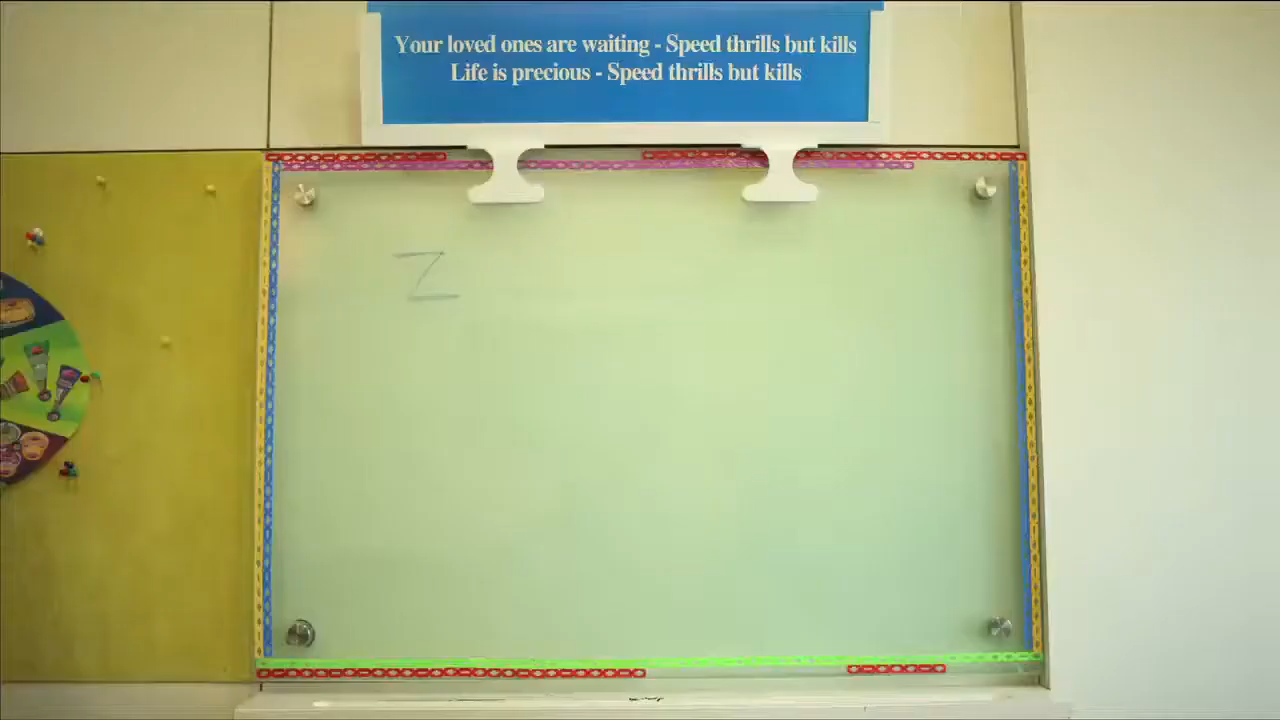 Your loved ones are waiting - Speed thrills but kills
Life is precious - Speed thrills but kills
Z